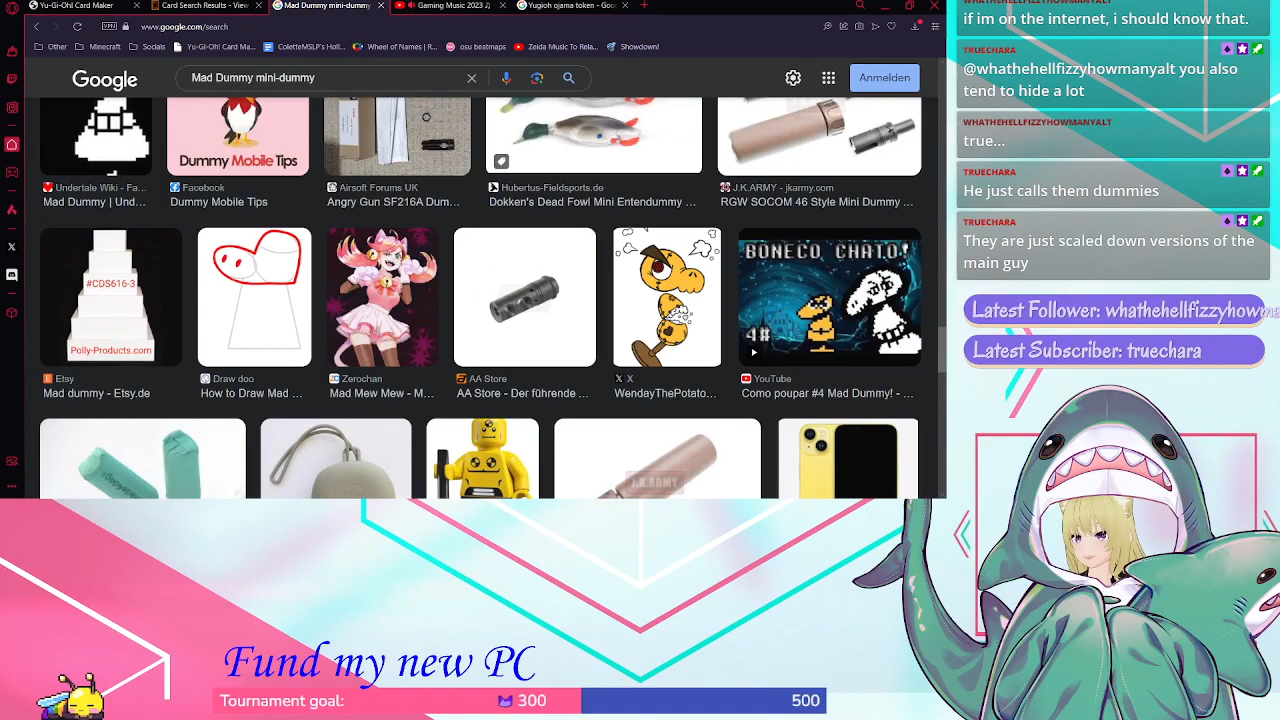 Yu-Gi-Oh! Card Maker
Card Search Results - View
Mad Dummy mini-dummy
Gaming Music 2023
Yugioh ojama token - Goo
VPN
www.google.com/search
Other
Minecraft
Socials
Yu-Gi-Oh! Card Ma...
ColetteMSLP's Holl...
Wheel of Names | R...
osu beatmaps
Zelda Music To Rela...
Showdown!
Google
Mad Dummy mini-dummy
Anmelden
Dummy Mobile Tips
Undertale Wiki - Fa...
Mad Dummy | Und...
Facebook
Dummy Mobile Tips
Airsoft Forums UK
Angry Gun SF216A Dum...
Hubertus-Fieldsports.de
Dokken's Dead Fowl Mini Entendummy ...
J.K.ARMY - jkarmy.com
RGW SOCOM 46 Style Mini Dummy ...
#CDS616-3
Polly-Products.com
BONECO CHATO!
4#
Etsy
Mad dummy - Etsy.de
Draw doo
How to Draw Mad ...
Zerochan
Mad Mew Mew - M...
AA Store
AA Store - Der führende ...
X
WendayThePotato...
YouTube
Como poupar #4 Mad Dummy! - ...
J.K.ARMY
if im on the internet, i should know that.
TRUECHARA
@whathehellfizzyhowmanyalt you also
tend to hide a lot
WHATHEHELLFIZZYHOWMANYALT
true...
TRUECHARA
He just calls them dummies
TRUECHARA
They are just scaled down versions of the
main guy
Latest Follower: whathehellfizzyhowm
Latest Subscriber: truechara
Fund my new PC
Tournament goal:
300
500